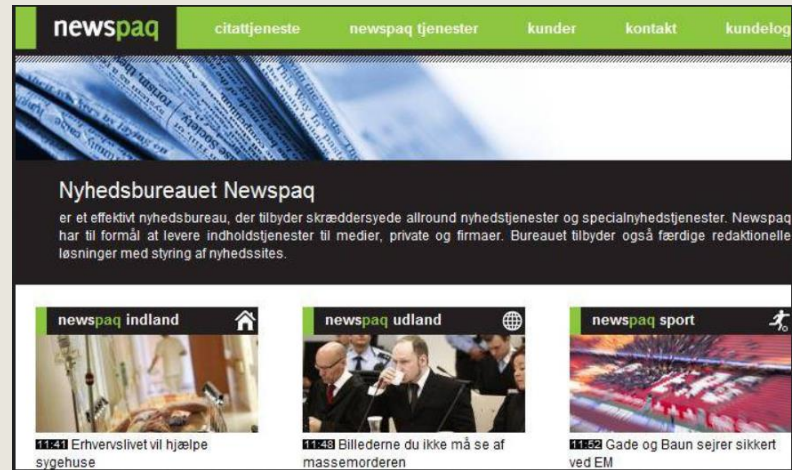 newspaq
citattjeneste newspaq tjenester kunder kontakt kundelog
Nyhedsbureauet Newspaq
er et effektivt nyhedsbureau, der tilbyder skræddersyede allround nyhedstjenester og specialnyhedstjenester. Newspaq
har til formål at levere indholdstjenester til medier, private og firmaer. Bureauet tilbyder også færdige redaktionelle
løsninger med styring af nyhedssites.
newspaq indland
11:41 Erhvervslivet vil hjælpe
sygehuse
newspaq udland
11:48 Billederne du ikke må se af
massemorderen
newspaq sport
11:52 Gade og Baun sejrer sikkert
ved EM